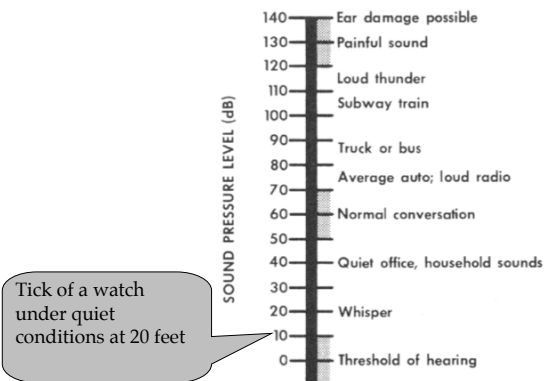 140 Ear damage possible
130 Painful sound
120
Loud thunder
110
Subway train
100
90
Truck or bus
80
Average auto; loud radio
70
60 Normal conversation
50
40 Quiet office, household sounds
30
20 Whisper
10
0 Threshold of hearing
SOUND PRESSURE LEVEL (dB)
Tick of a watch
under quiet
conditions at 20 feet